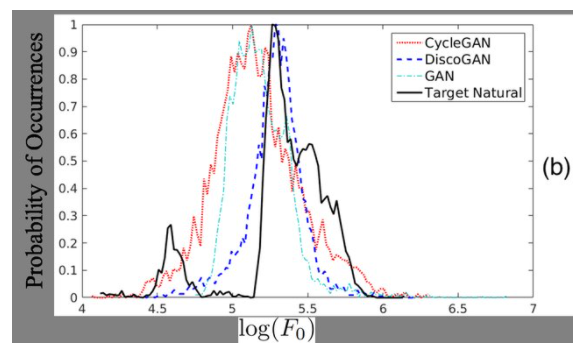 Probability of Occurrences
1
0.9
0.8
0.7
0.6
0.5
0.4
0.3
0.2
0.1
0
4
4.5
5
5.5
6
6.5
7
log(F₀)
CycleGAN
DiscoGAN
GAN
Target Natural
(b)